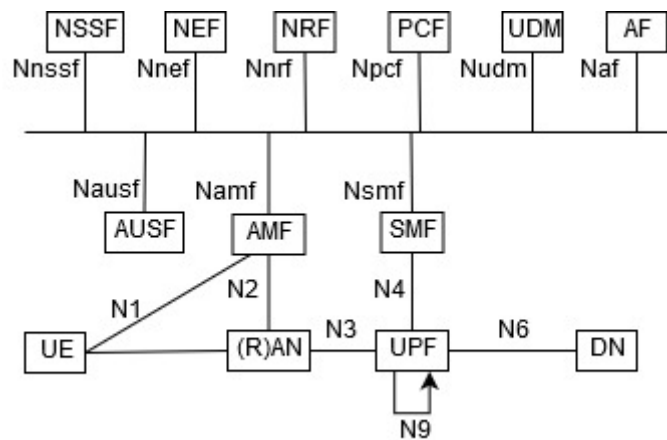 NSSF NEF NRF PCF UDM AF
Nnssf Nnef Nnrf Npcf Nudm Naf
Nausf Namf Nsmf
AUSF AMF SMF
N1 N2 N4
UE (R)AN N3 UPF N6 DN
N9